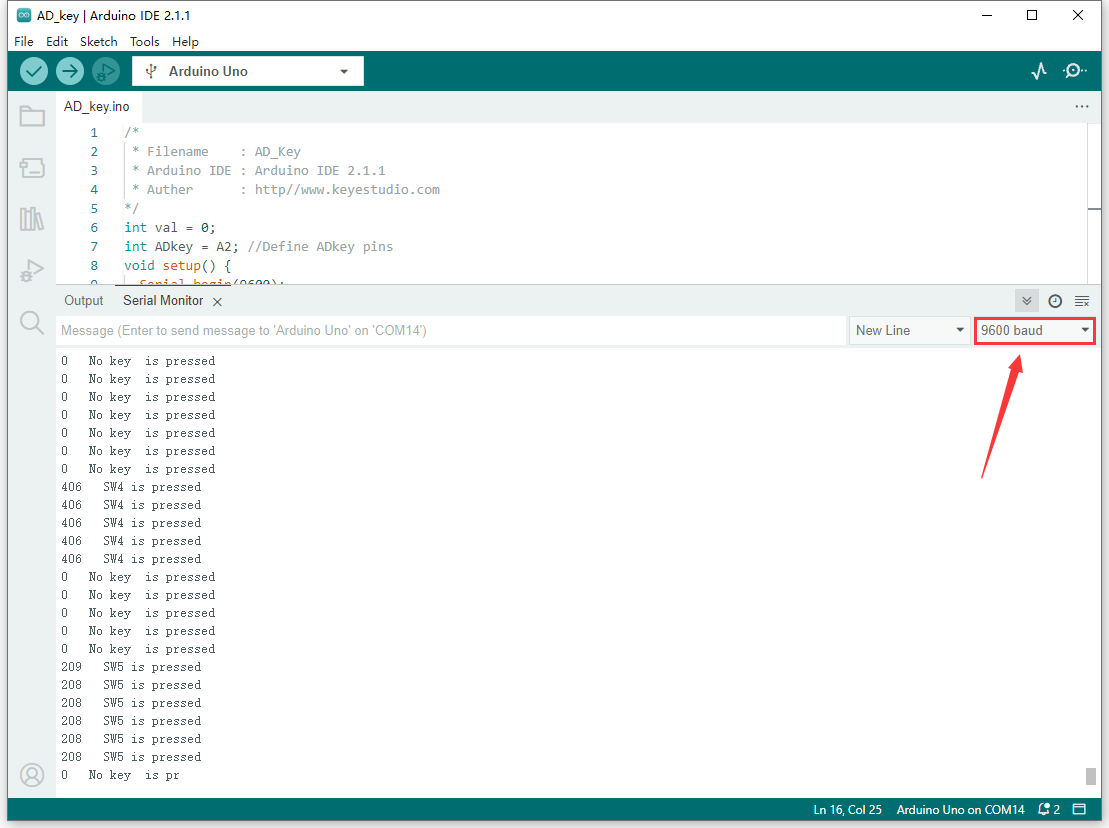 AD_key | Arduino IDE 2.1.1
File Edit Sketch Tools Help
Arduino Uno
AD_key.ino
1 /*
2 * Filename : AD_Key
3 * Arduino IDE : Arduino IDE 2.1.1
4 * Auther : http//www.keyestudio.com
5 */
6 int val = 0;
7 int ADkey = A2; //Define ADkey pins
8 void setup() {
9 Serial.begin(9600);
Output Serial Monitor
Message (Enter to send message to 'Arduino Uno' on 'COM14')
New Line
9600 baud
0 No key is pressed
0 No key is pressed
0 No key is pressed
0 No key is pressed
0 No key is pressed
0 No key is pressed
0 No key is pressed
406 SW4 is pressed
406 SW4 is pressed
406 SW4 is pressed
406 SW4 is pressed
406 SW4 is pressed
0 No key is pressed
0 No key is pressed
0 No key is pressed
0 No key is pressed
0 No key is pressed
209 SW5 is pressed
208 SW5 is pressed
208 SW5 is pressed
208 SW5 is pressed
208 SW5 is pressed
208 SW5 is pressed
0 No key is pr
Ln 16, Col 25 Arduino Uno on COM14 2